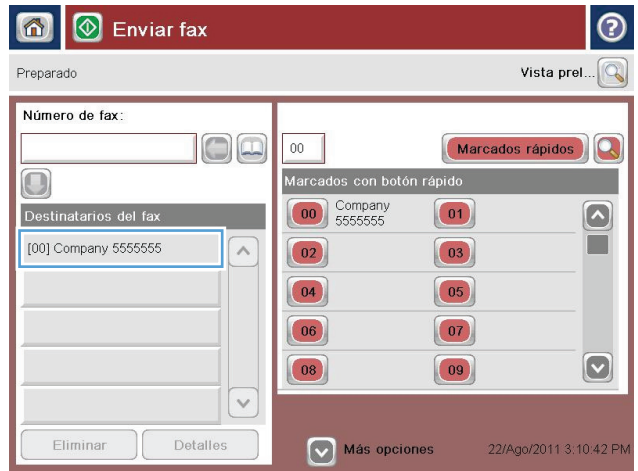 Enviar fax
?
Preparado
Vista prel...
Número de fax:
Destinatarios del fax
[00] Company 5555555
Eliminar
Detalles
00
Marcados rápidos
Marcados con botón rápido
00 Company 01
5555555
02 03
04 05
06 07
08 09
Más opciones
22/Ago/2011 3:10:42 PM